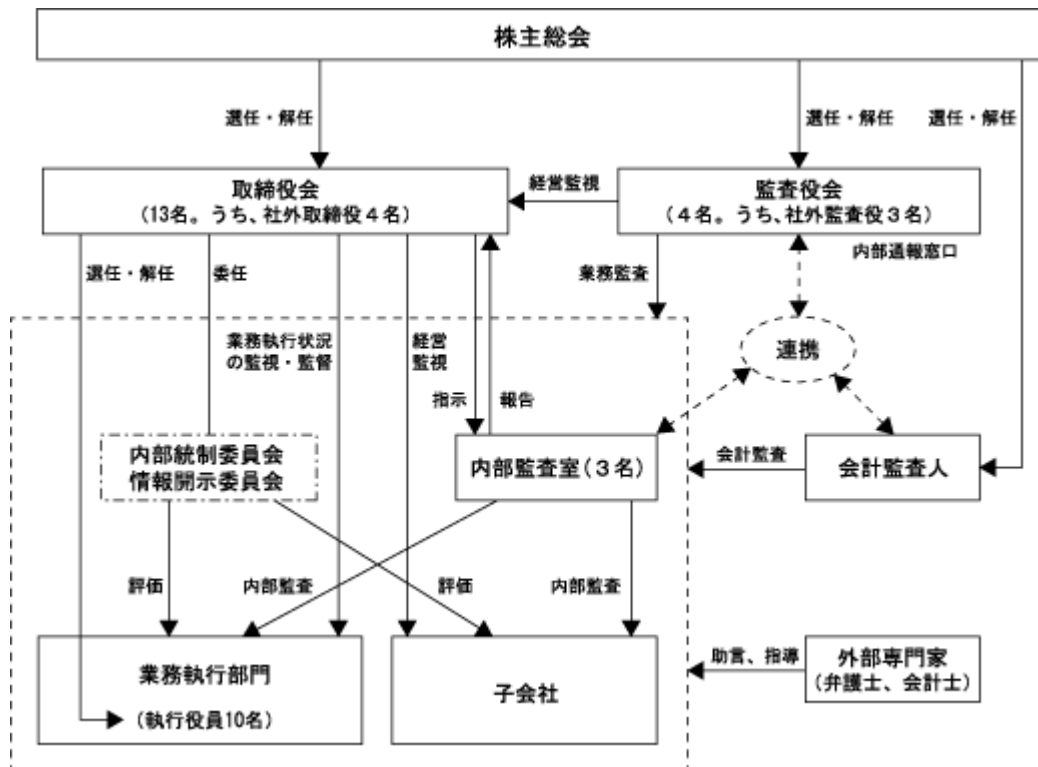 株主総会
選任・解任
選任・解任
選任・解任
取締役会
(13名。うち、社外取締役4名)
経営監視
監査役会
(4名。うち、社外監査役3名)
選任・解任
委任
業務監査
内部通報窓口
業務執行状況
の監視・監督
経営
監視
連携
指示
報告
内部統制委員会
情報開示委員会
内部監査室(3名)
会計監査
会計監査人
評価
内部監査
評価
内部監査
業務執行部門
(執行役員10名)
子会社
助言、指導
外部専門家
(弁護士、会計士)